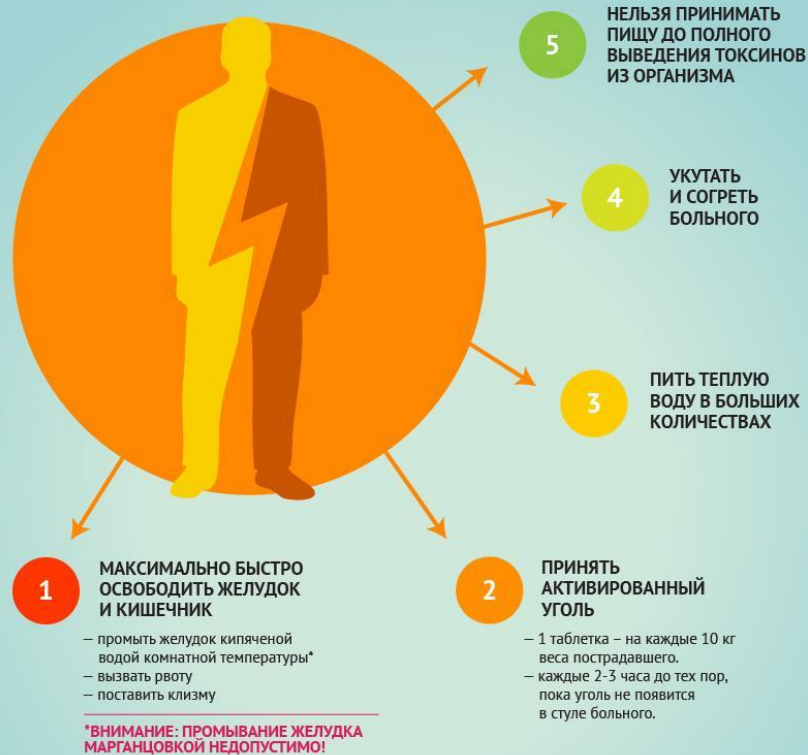 5
НЕЛЬЗЯ ПРИНИМАТЬ
ПИЩУ ДО ПОЛНОГО
ВЫВЕДЕНИЯ ТОКСИНОВ
ИЗ ОРГАНИЗМА
4
УКУТАТЬ
И СОГРЕТЬ
БОЛЬНОГО
3
ПИТЬ ТЕПЛУЮ
ВОДУ В БОЛЬШИХ
КОЛИЧЕСТВАХ
1
МАКСИМАЛЬНО БЫСТРО
ОСВОБОДИТЬ ЖЕЛУДОК
И КИШЕЧНИК
— промыть желудок кипяченой
водой комнатной температуры*
— вызвать рвоту
— поставить клизму
*ВНИМАНИЕ: ПРОМЫВАНИЕ ЖЕЛУДКА
МАРГАНЦОВКОЙ НЕДОПУСТИМО!
2
ПРИНЯТЬ
АКТИВИРОВАННЫЙ
УГОЛЬ
— 1 таблетка – на каждые 10 кг
веса пострадавшего.
— каждые 2-3 часа до тех пор,
пока уголь не появится
в стуле больного.